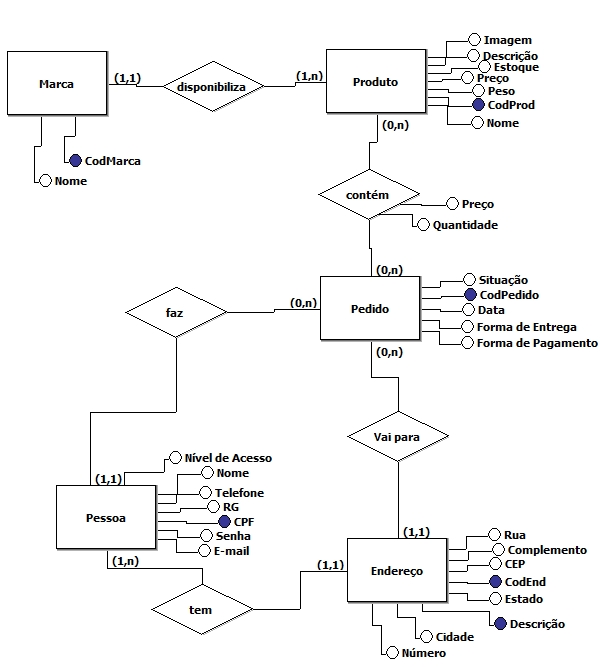 Imagem
Descrição
Estoque
Preço
Peso
CodProd
Nome
Marca
(1,1)
disponibiliza
(1,n)
Produto
(0,n)
CodMarca
Nome
contém
Preço
Quantidade
(0,n)
Situação
CodPedido
Data
Forma de Entrega
Forma de Pagamento
faz
(0,n)
Pedido
(0,n)
Vai para
Nível de Acesso
Nome
Telefone
RG
CPF
Senha
E-mail
(1,1)
Pessoa
(1,n)
tem
(1,1)
(1,1)
Endereço
Rua
Complemento
CEP
CodEnd
Estado
Descrição
Cidade
Número